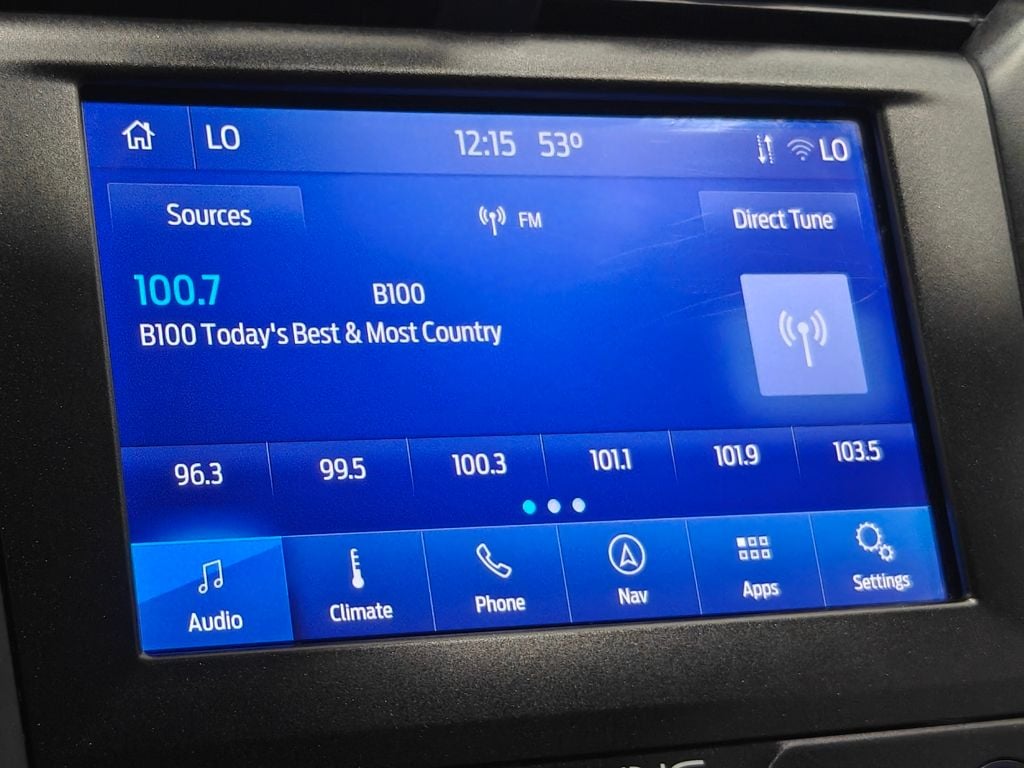 LO 12:15 53° LO
Sources FM Direct Tune
100.7 B100
B100 Today's Best & Most Country
96.3 99.5 100.3 101.1 101.9 103.5
Audio Climate Phone Nav Apps Settings